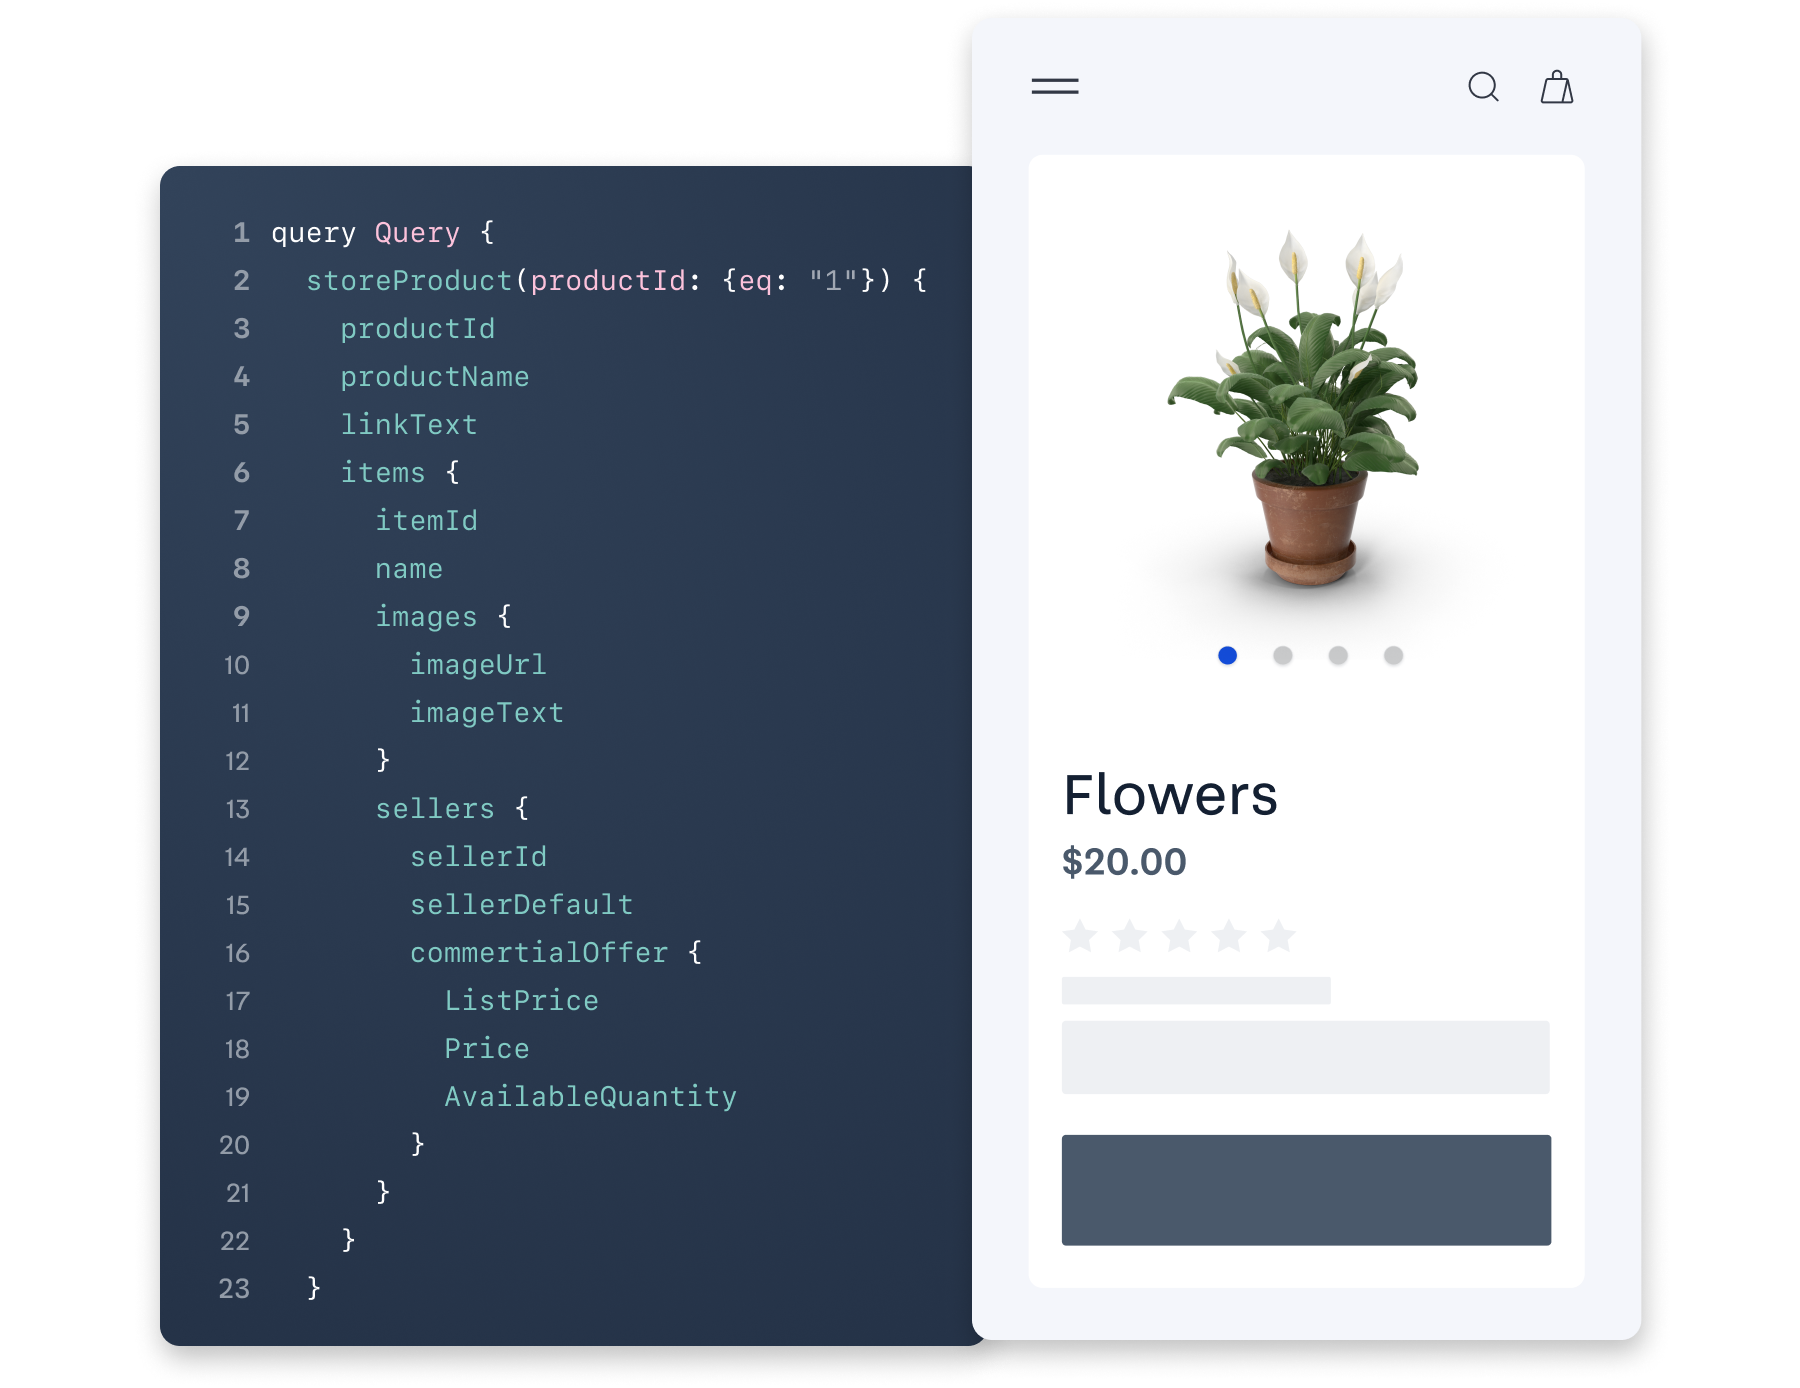 1 query Query {
2 storeProduct(productId: {eq: "1"}) {
3 productId
4 productName
5 linkText
6 items {
7 itemId
8 name
9 images {
10 imageUrl
11 imageText
12 }
13 sellers {
14 sellerId
15 sellerDefault
16 commertialOffer {
17 ListPrice
18 Price
19 AvailableQuantity
20 }
21 }
22 }
23 }
Flowers
$20.00